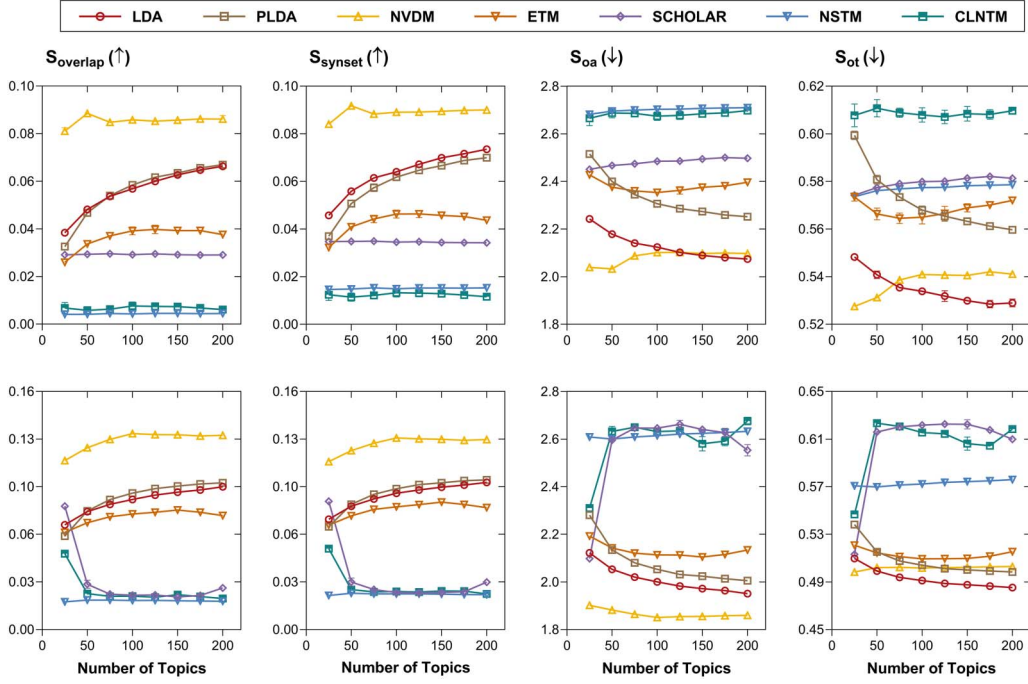 LDA PLDA NVDM ETM SCHOLAR NSTM CLNTM
S_overlap (↑) S_synset (↑) S_oa (↓) S_ot (↓)
0.10 0.10 2.8 0.62
0.08 0.08 2.6 0.60
0.06 0.06 2.4 0.58
0.04 0.04 2.2 0.56
0.02 0.02 2.0 0.54
0.00 0.00 1.8 0.52
0 50 100 150 200 0 50 100 150 200 0 50 100 150 200 0 50 100 150 200
0.16 0.16 2.8 0.65
0.13 0.13 2.6 0.61
0.10 0.10 2.4 0.57
0.06 0.06 2.2 0.53
0.03 0.03 2.0 0.49
0.00 0.00 1.8 0.45
0 50 100 150 200 0 50 100 150 200 0 50 100 150 200 0 50 100 150 200
Number of Topics Number of Topics Number of Topics Number of Topics